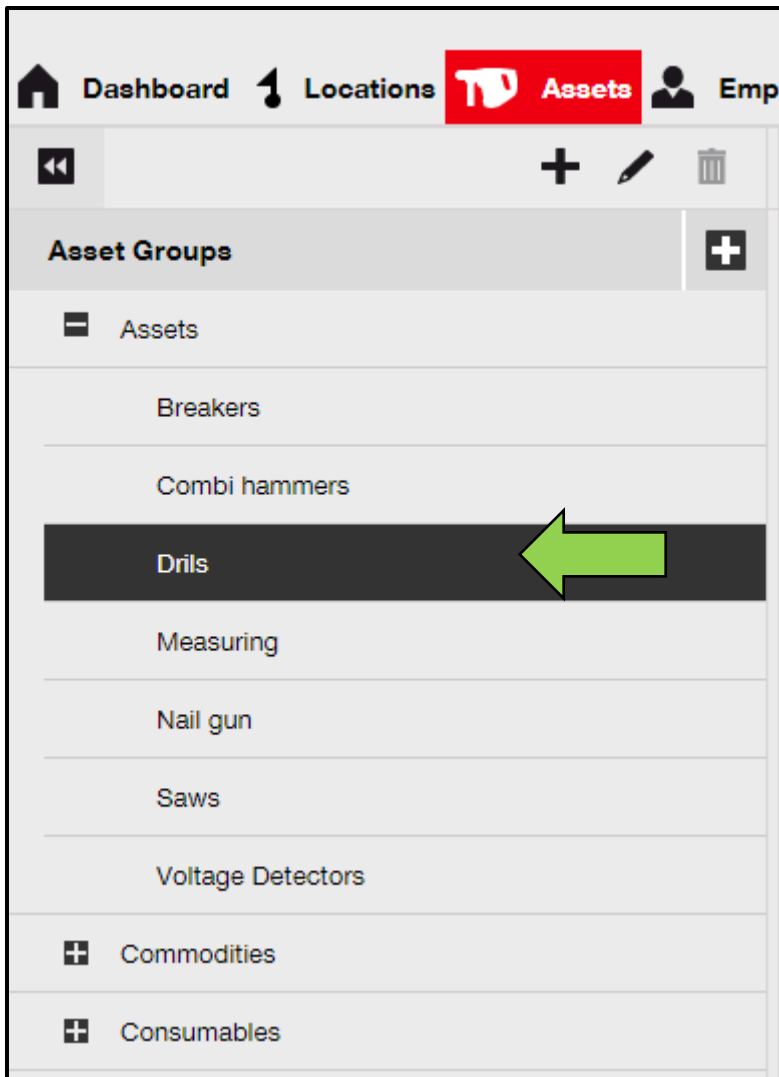 Dashboard Locations Assets Emp
Asset Groups
Assets
Breakers
Combi hammers
Drils
Measuring
Nail gun
Saws
Voltage Detectors
Commodities
Consumables